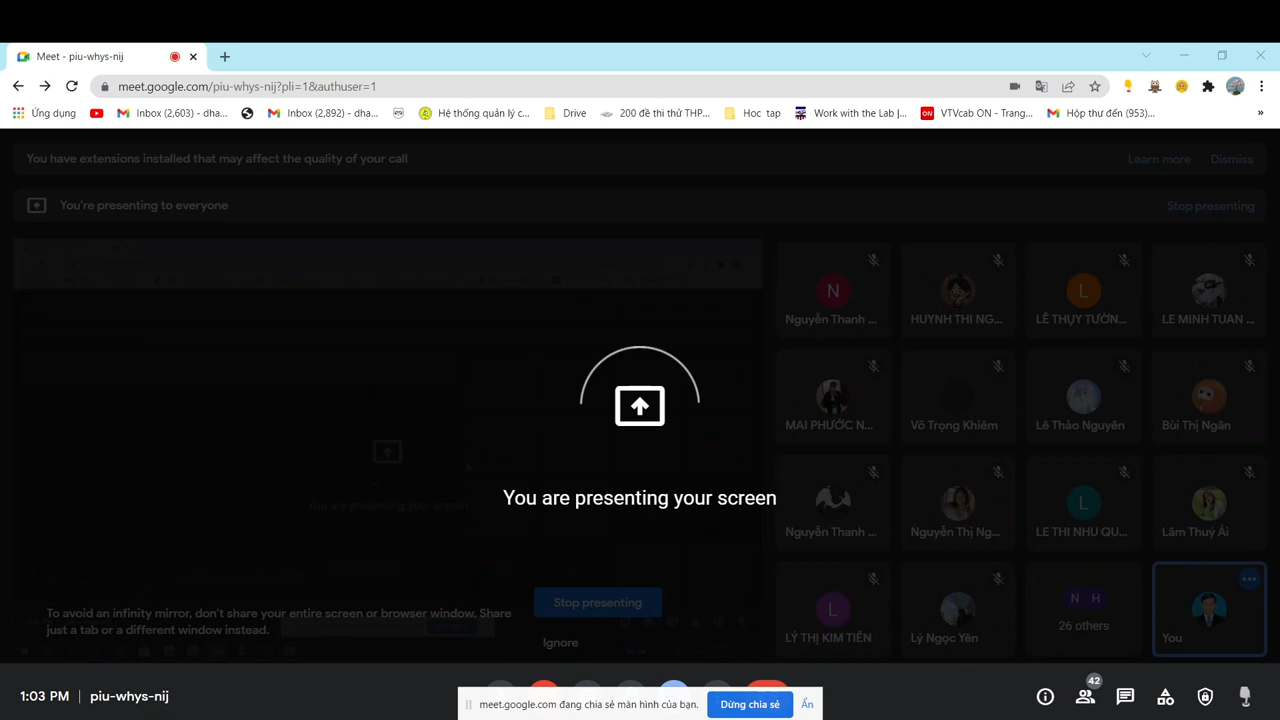 Meet - piu-whys-nij
meet.google.com/piu-whys-nij?pli=1&authuser=1
Ứng dụng
Inbox (2,603) - dha...
Inbox (2,892) - dha...
Hệ thống quản lý c...
Drive
200 đề thi thử THP...
Hoc tap
Work with the Lab |...
VTVcab ON - Trang...
Hộp thư đến (953)...
»
You have extensions installed that may affect the quality of your call
Learn more
Dismiss
You're presenting to everyone
Stop presenting
N
Nguyễn Thanh ...
HUYNH THI NG...
L
LÊ THỤY TƯỜN...
LE MINH TUAN ...
MAI PHƯỚC N...
Võ Trọng Khiêm
Lê Thảo Nguyên
Bùi Thị Ngân
You are presenting your screen
You are presenting your screen
Nguyễn Thanh ...
Nguyễn Thị Ng...
L
LE THI NHU QU...
Lâm Thuý Ái
To avoid an infinity mirror, don't share your entire screen or browser window. Share
just a tab or a different window instead.
Stop presenting
Ignore
L
LÝ THỊ KIM TIÊN
Lý Ngọc Yên
N H
26 others
You
1:03 PM | piu-whys-nij
meet.google.com đang chia sẻ màn hình của bạn.
Dừng chia sẻ
Ẩn
42